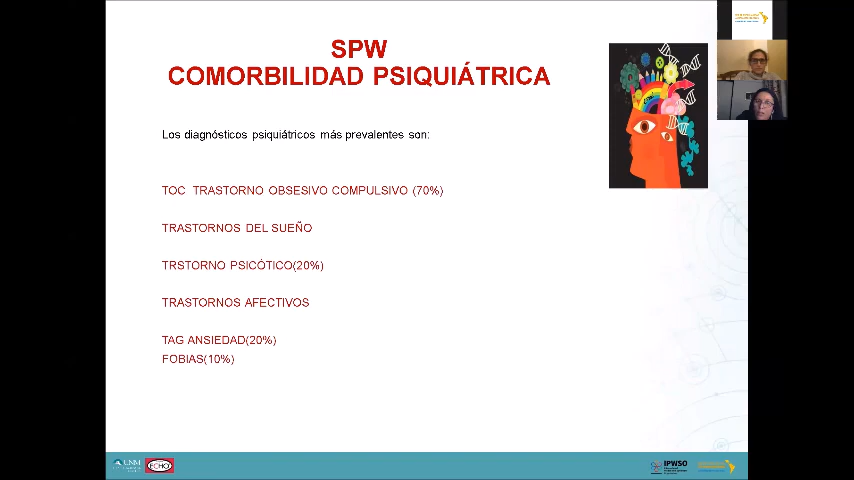 SPW
COMORBILIDAD PSIQUIÁTRICA
Los diagnósticos psiquiátricos más prevalentes son:
TOC TRASTORNO OBSESIVO COMPULSIVO (70%)
TRASTORNOS DEL SUEÑO
TRSTORNO PSICÓTICO(20%)
TRASTORNOS AFECTIVOS
TAG ANSIEDAD(20%)
FOBIAS(10%)
UNM
ECHO
IPWSO